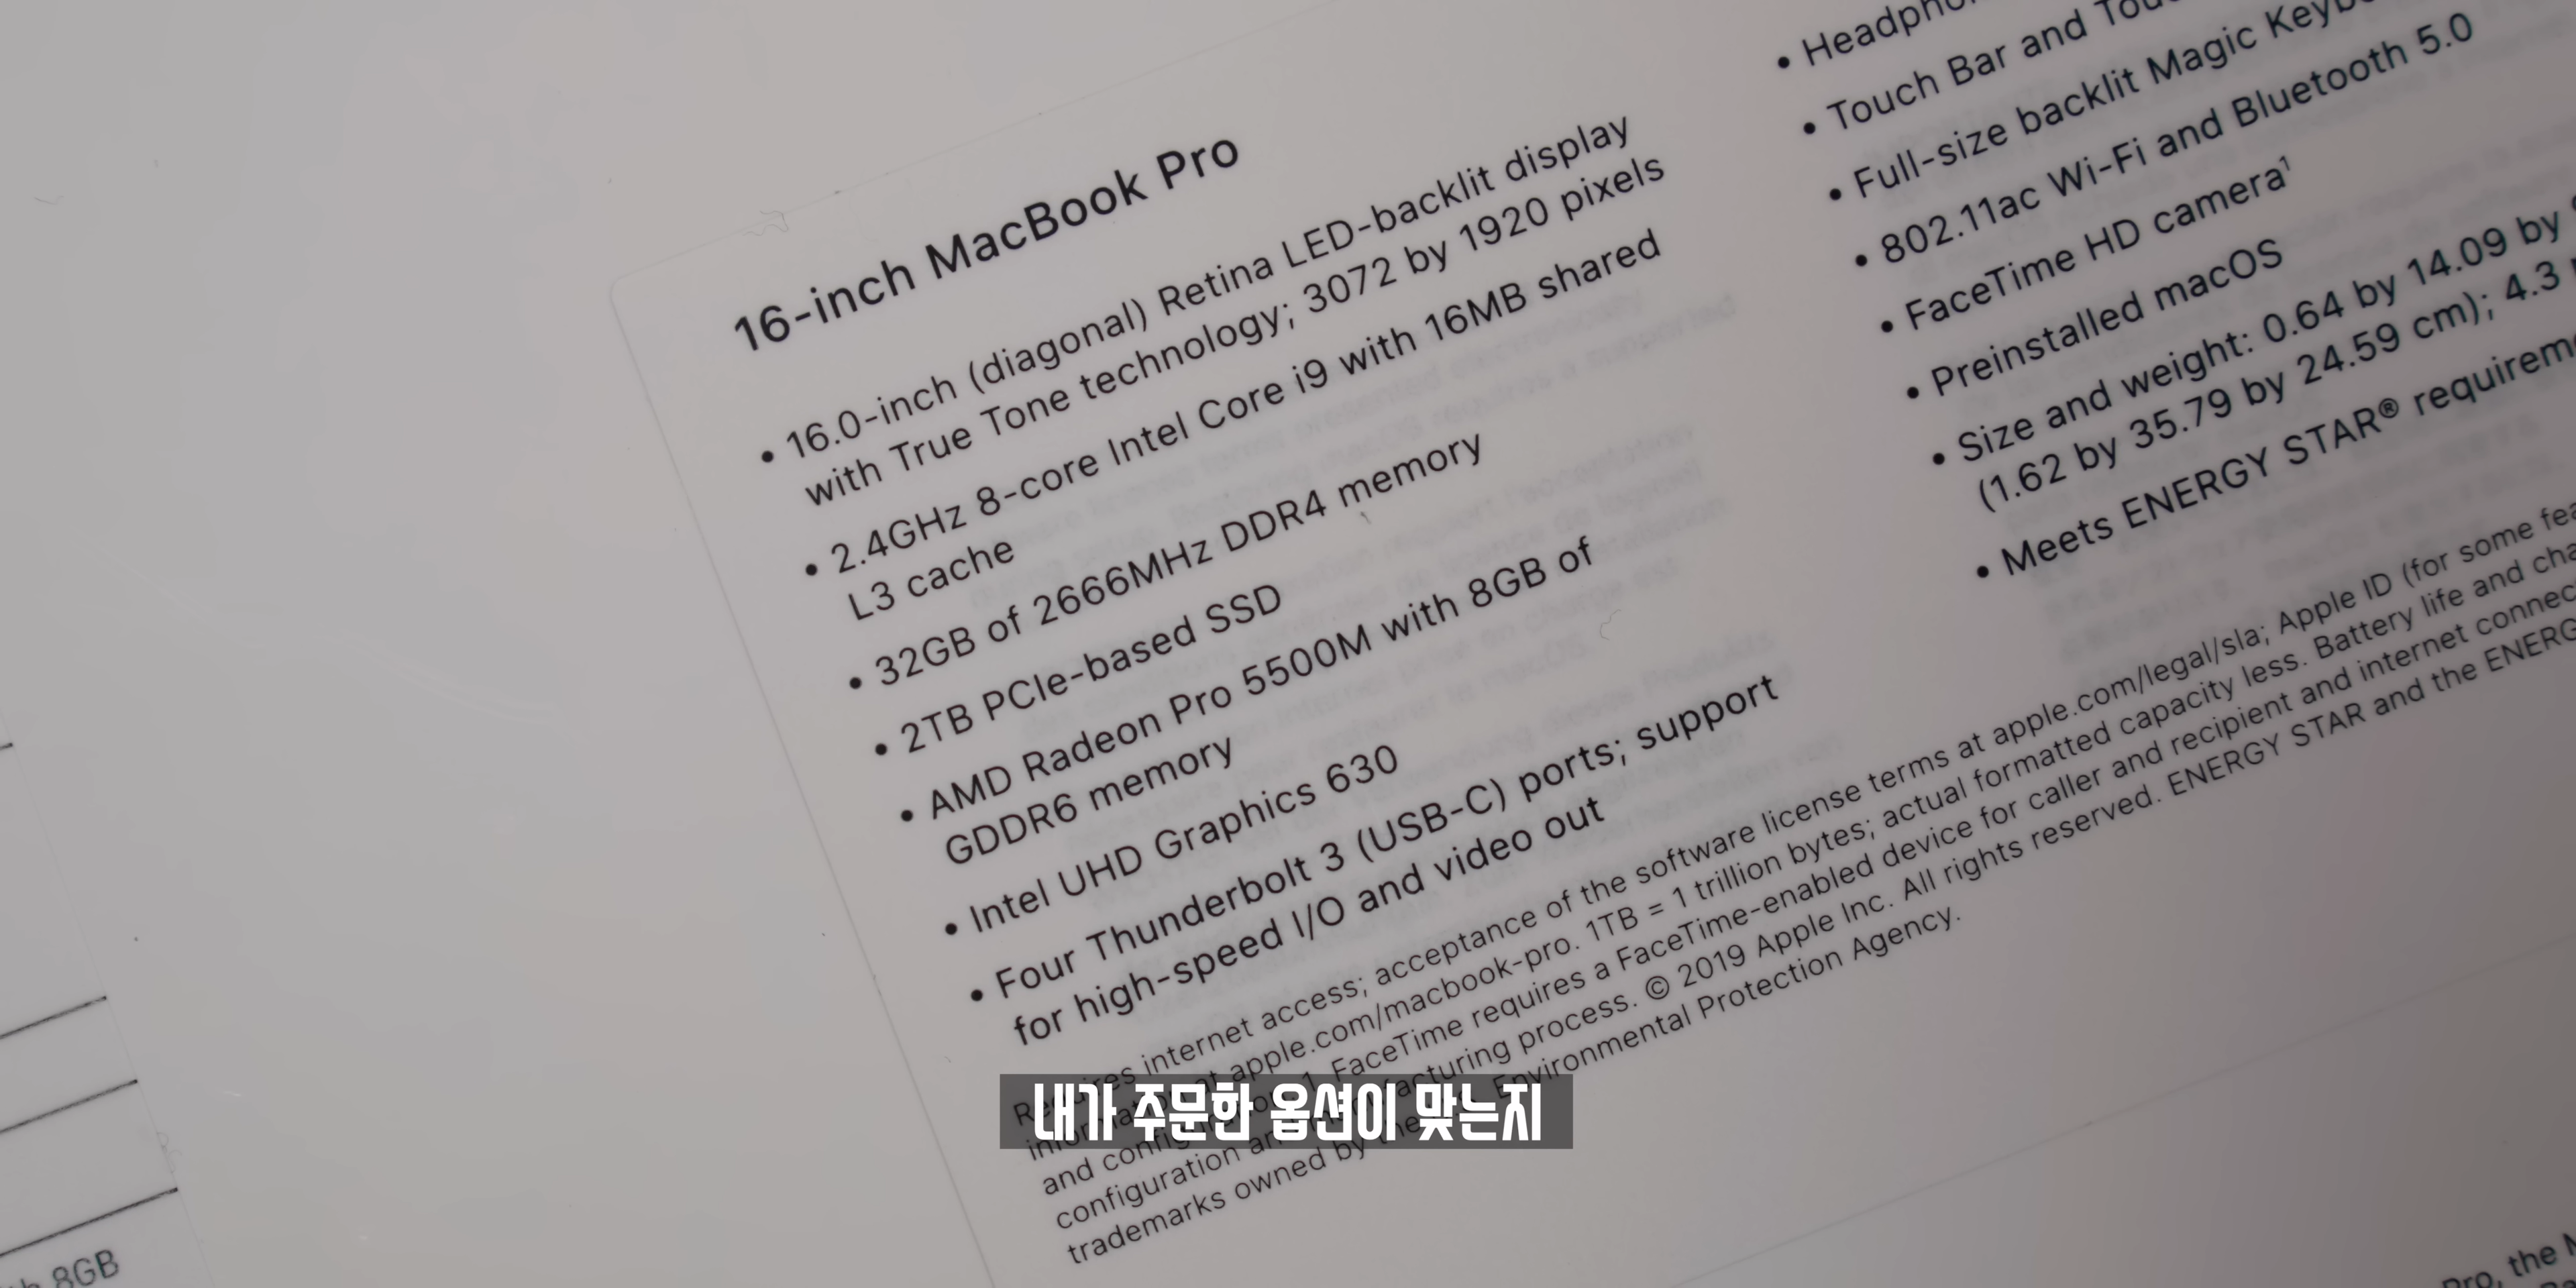 16-inch MacBook Pro
• 16.0-inch (diagonal) Retina LED-backlit display
with True Tone technology; 3072 by 1920 pixels
• 2.4GHz 8-core Intel Core i9 with 16MB shared
L3 cache
• 32GB of 2666MHz DDR4 memory
• 2TB PCIe-based SSD
• AMD Radeon Pro 5500M with 8GB of
GDDR6 memory
• Intel UHD Graphics 630
• Four Thunderbolt 3 (USB-C) ports; support
for high-speed I/O and video out
• Touch Bar and
• Full-size backlit Magic
• 802.11ac Wi-Fi and Bluetooth 5.0
• FaceTime HD camera¹
• Preinstalled macOS
• Size and weight: 0.64 by 14.09 by
(1.62 by 35.79 by 24.59 cm); 4.3
• Meets ENERGY STAR®
internet access; acceptance of the software license terms at apple.com/legal/sla; Apple ID (for some
at apple.com/macbook-pro. 1TB = 1 trillion bytes; actual formatted capacity less. Battery life and
and 1. FaceTime requires a FaceTime-enabled device for caller and recipient and internet
configuration process. © 2019 Apple Inc. All rights reserved. ENERGY STAR and the
trademarks owned by the Environmental Protection Agency.
내가 주문한 옵션이 맞는지
8GB
Pro, the